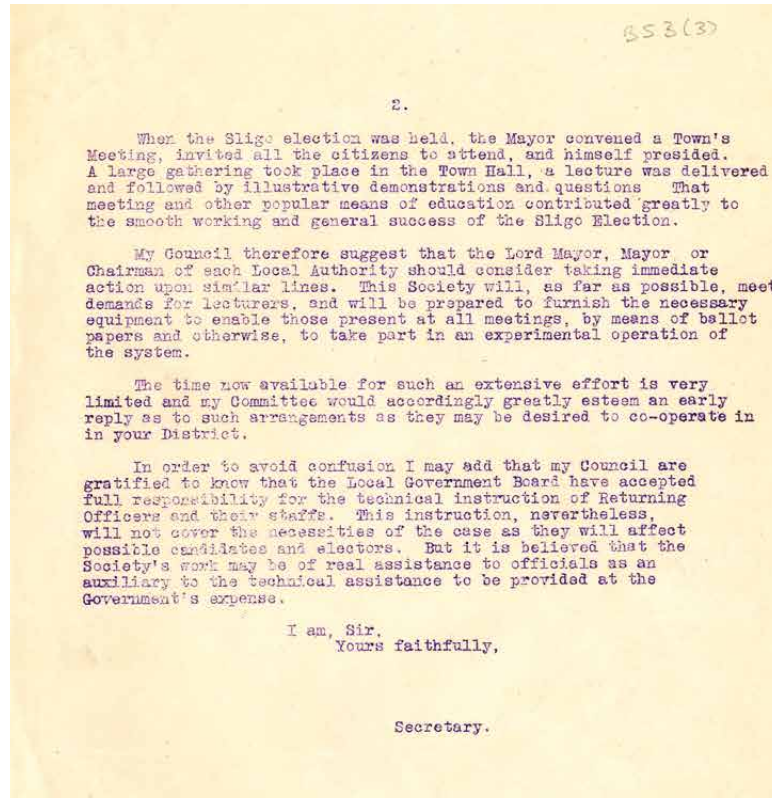 B53(3)
2.
When the Sligo election was held, the Mayor convened a Town's
Meeting, invited all the citizens to attend, and himself presided.
A large gathering took place in the Town Hall, a lecture was delivered
and followed by illustrative demonstrations and questions That
meeting and other popular means of education contributed greatly to
the smooth working and general success of the Sligo Election.
My Council therefore suggest that the Lord Mayor, Mayor or
Chairman of each Local Authority should consider taking immediate
action upon similar lines. This Society will, as far as possible, meet
demands for lecturers, and will be prepared to furnish the necessary
equipment to enable those present at all meetings, by means of ballot
papers and otherwise, to take part in an experimental operation of
the system.
The time now available for such an extensive effort is very
limited and my Committee would accordingly greatly esteem an early
reply as to such arrangements as they may be desired to co-operate in
in your District.
In order to avoid confusion I may add that my Council are
gratified to know that the Local Government Board have accepted
full responsibility for the technical instruction of Returning
Officers and their staffs. This instruction, nevertheless,
will not cover the necessities of the case as they will affect
possible candidates and electors. But it is believed that the
Society's work may be of real assistance to officials as an
auxiliary to the technical assistance to be provided at the
Government's expense.
I am, Sir,
Yours faithfully,
Secretary.